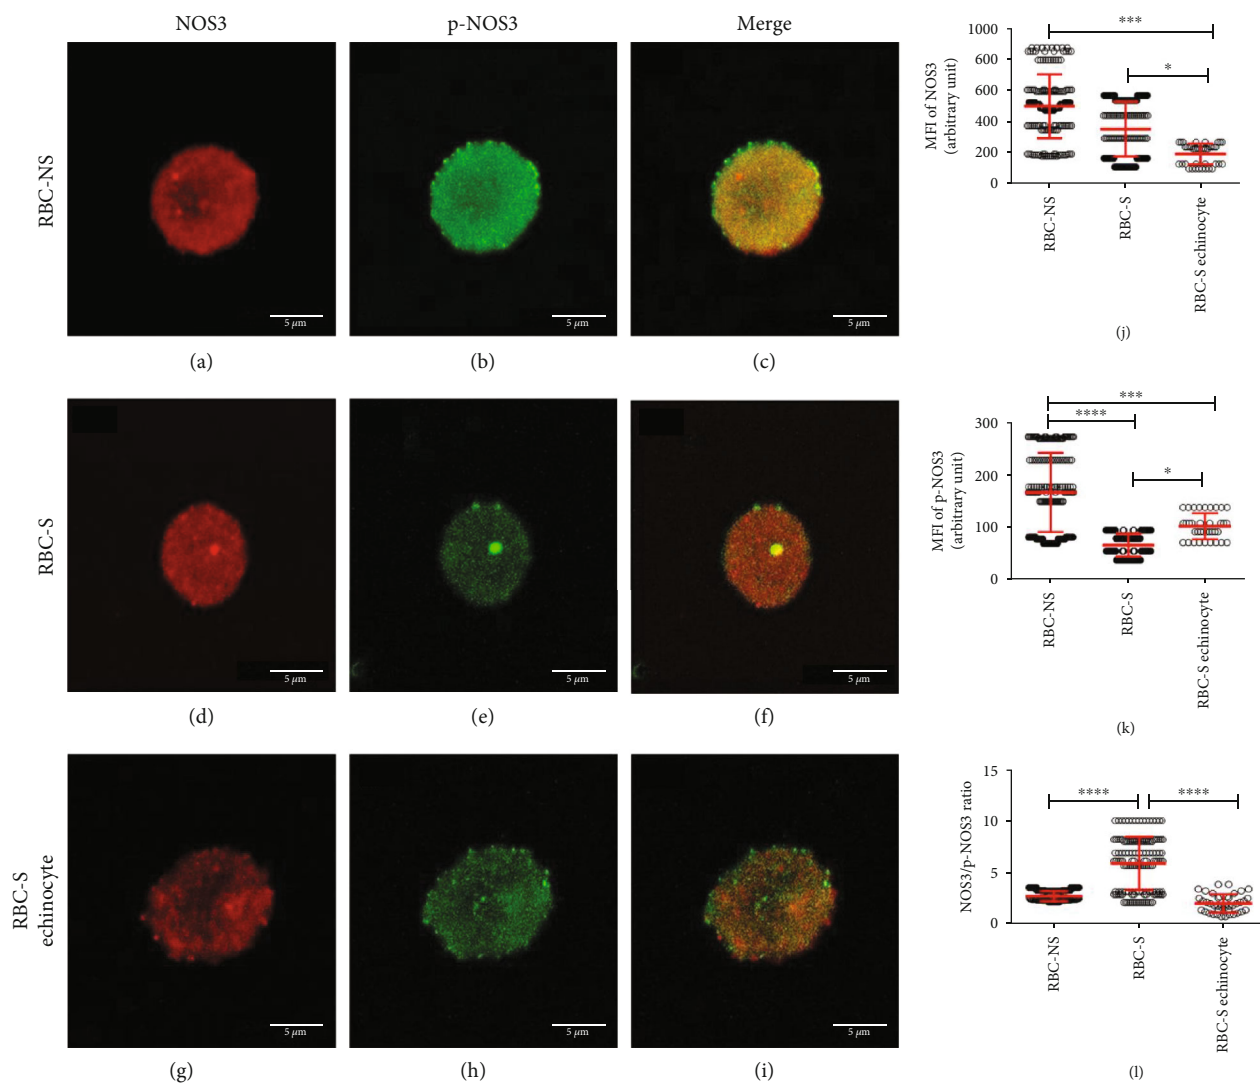 NOS3
p-NOS3
Merge
RBC-NS
5 µm
5 µm
5 µm
(a)
(b)
(c)
RBC-S
5 µm
5 µm
5 µm
(d)
(e)
(f)
RBC-S
echinocyte
5 µm
5 µm
5 µm
(g)
(h)
(i)
MFI of NOS3
(arbitrary unit)
1000
600
600
400
200
0
***
*
RBC-NS
RBC-S
RBC-S echinocyte
(j)
MFI of p-NOS3
(arbitrary unit)
300
200
100
0
***
****
*
RBC-NS
RBC-S
RBC-S echinocyte
(k)
NOS3/p-NOS3 ratio
15
10
5
0
****
****
RBC-NS
RBC-S
RBC-S echinocyte
(l)